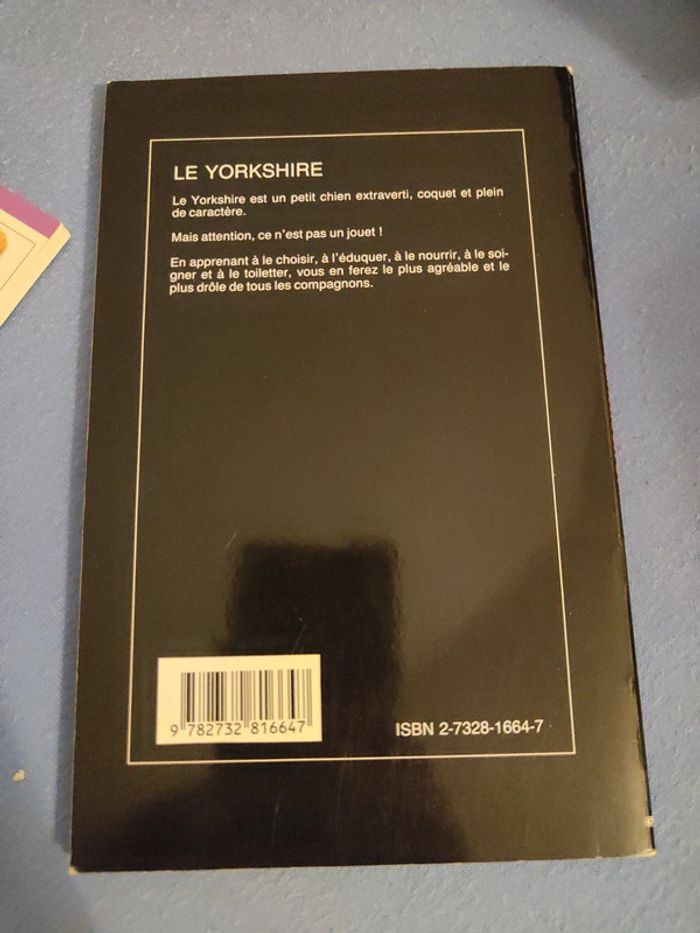 LE YORKSHIRE
Le Yorkshire est un petit chien extraverti, coquet et plein
de caractère.
Mais attention, ce n'est pas un jouet !
En apprenant à le choisir, à l'éduquer, à le nourrir, à le soi-
gner et à le toiletter, vous en ferez le plus agréable et le
plus drôle de tous les compagnons.
9 782732 816647
ISBN 2-7328-1664-7